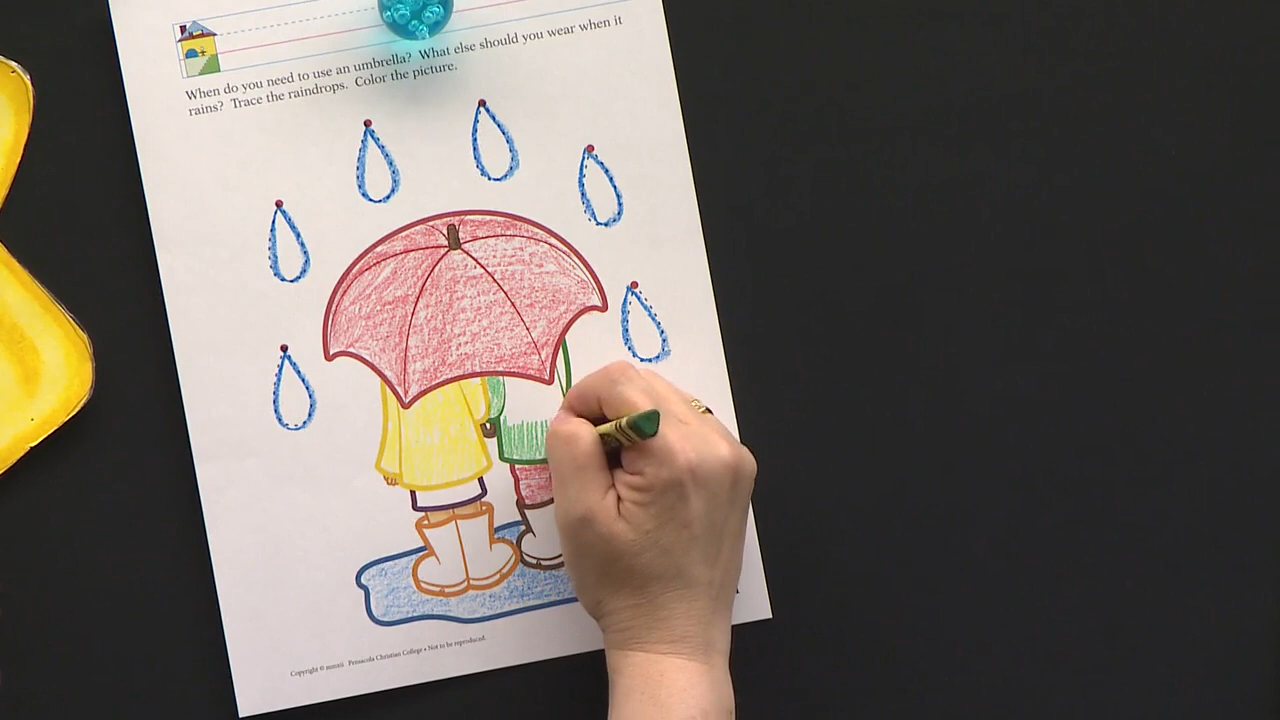 When do you need to use an umbrella? What else should you wear when it
rains? Trace the raindrops. Color the picture.
Copyright © mmxii Pensacola Christian College • Not to be reproduced.